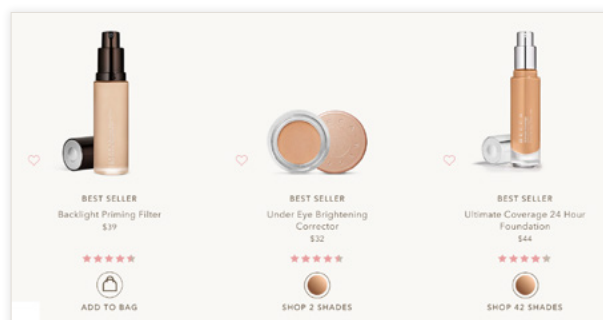 BEST SELLER
Backlight Priming Filter
$39
ADD TO BAG
BEST SELLER
Under Eye Brightening
Corrector
$32
SHOP 2 SHADES
BEST SELLER
Ultimate Coverage 24 Hour
Foundation
$44
SHOP 42 SHADES